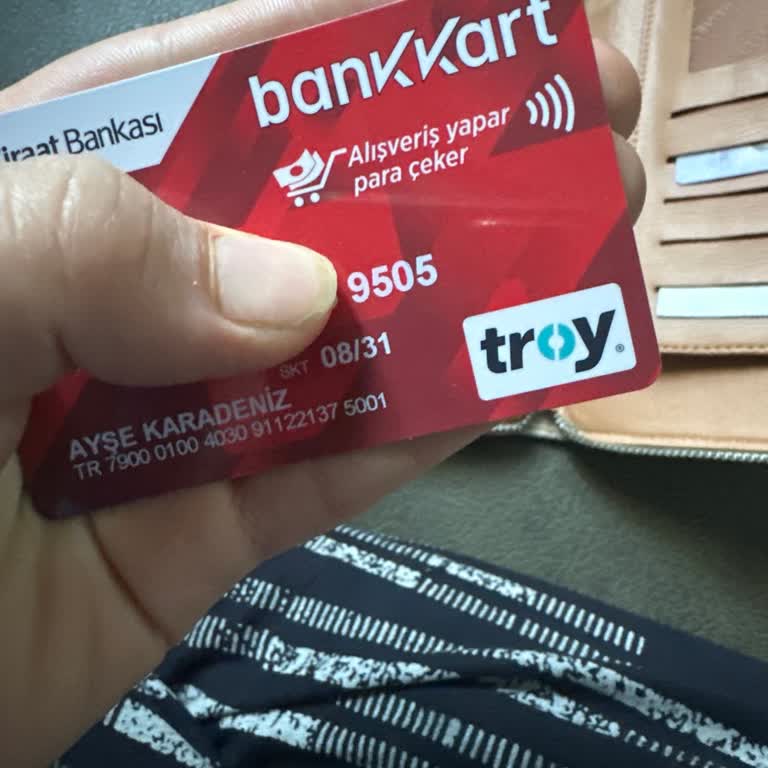 Ziraat Bankası
bankkart
Alışveriş yapar
para çeker
9505
SKT 08/31
AYŞE KARADENİZ
TR 7900 0100 4030 91122137 5001
troy